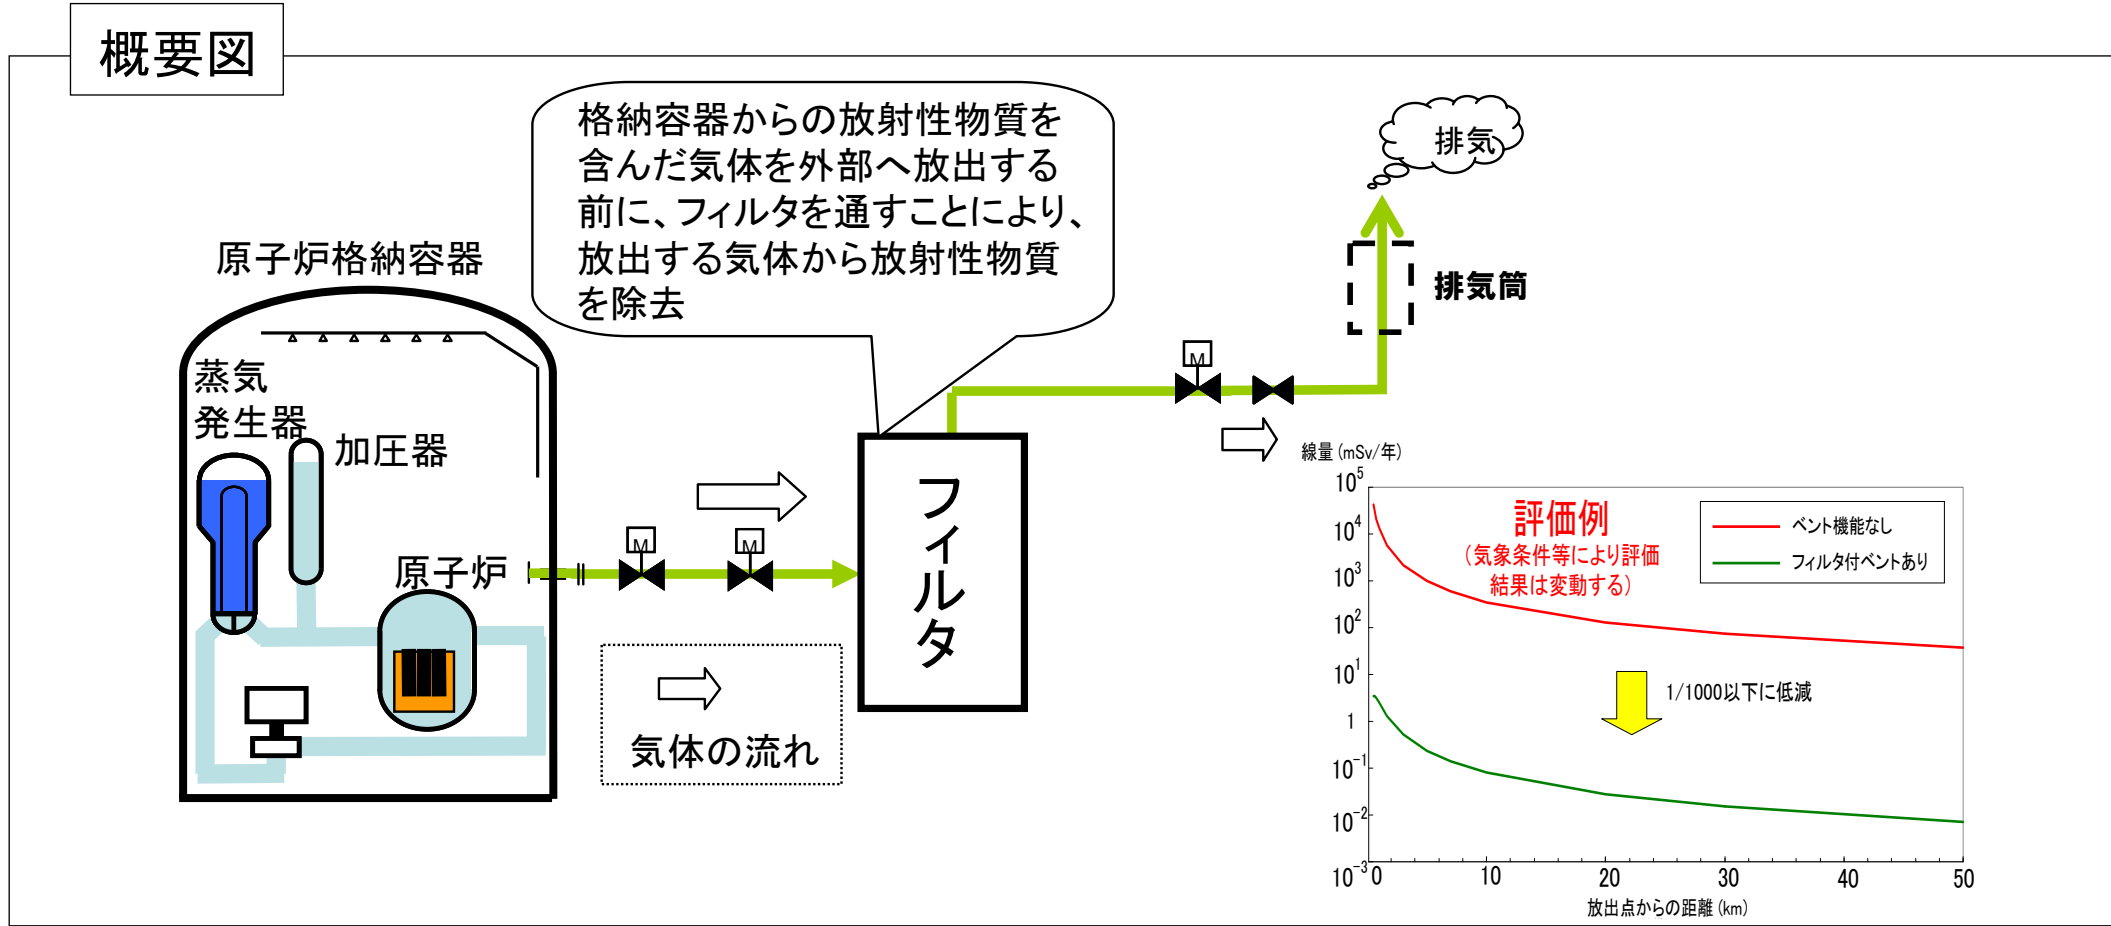 概要図
格納容器からの放射性物質を
含んだ気体を外部へ放出する
前に、フィルタを通すことにより、
放出する気体から放射性物質
を除去
排気
排気筒
原子炉格納容器
蒸気
発生器
加圧器
原子炉
M
M
M
フィルタ
気体の流れ
線量(mSv/年)
10⁵
10⁴
10³
10²
10¹
1
10⁻¹
10⁻²
10⁻³
0
10
20
30
40
50
放出点からの距離(km)
評価例
(気象条件等により評価
結果は変動する)
ベント機能なし
フィルタ付ベントあり
1/1000以下に低減